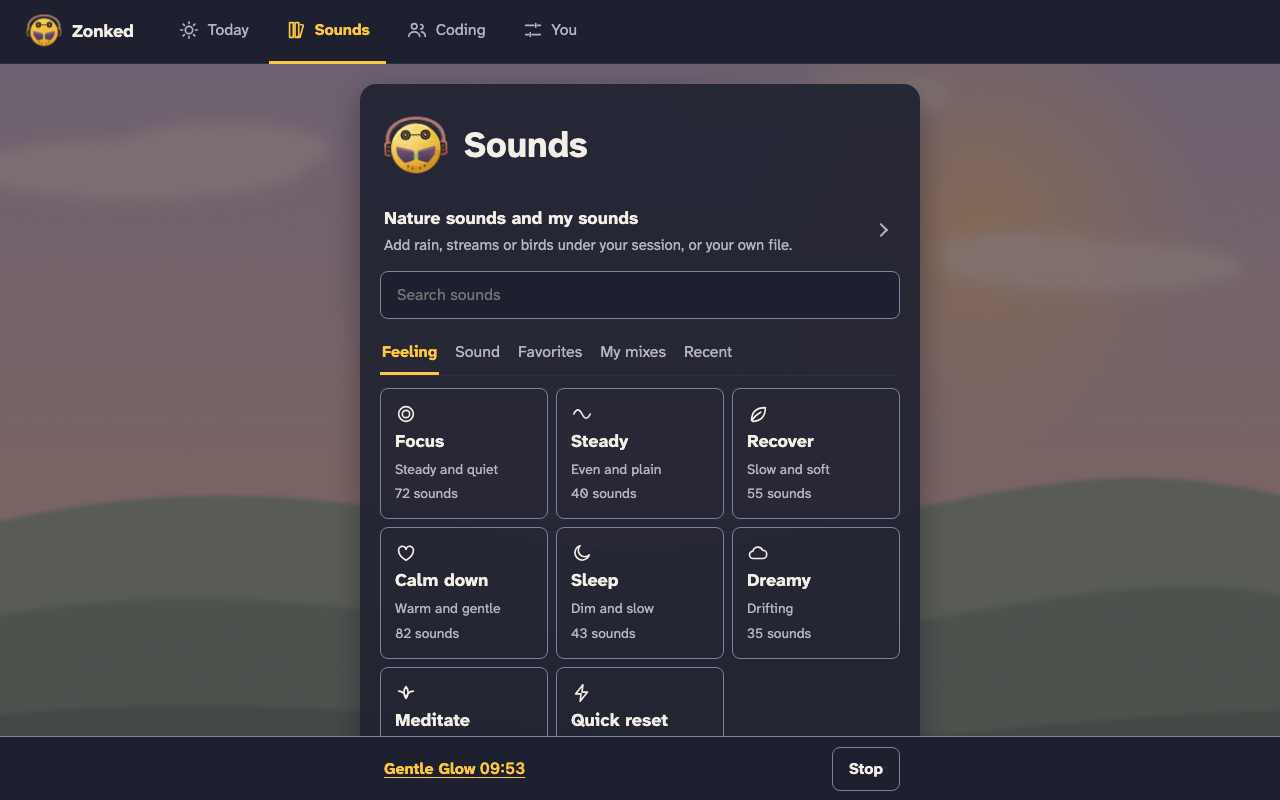 Zonked
Today
Sounds
Coding
You
Sounds
Nature sounds and my sounds
Add rain, streams or birds under your session, or your own file.
Search sounds
Feeling
Sound
Favorites
My mixes
Recent
Focus
Steady and quiet
72 sounds
Steady
Even and plain
40 sounds
Recover
Slow and soft
55 sounds
Calm down
Warm and gentle
82 sounds
Sleep
Dim and slow
43 sounds
Dreamy
Drifting
35 sounds
Meditate
Quick reset
Gentle Glow 09:53
Stop